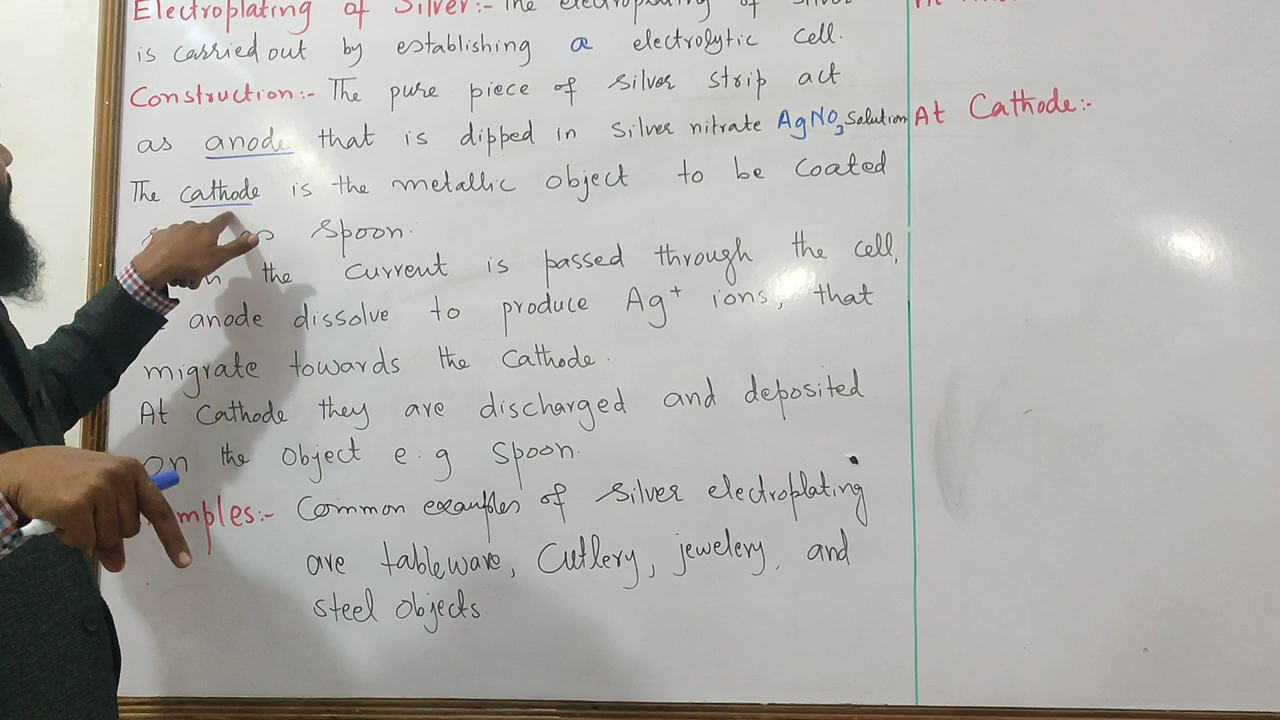 Electroplating of Silver:- The electroplating of silver
is carried out by establishing a electrolytic cell.
Construction:- The pure piece of silver strip act
as anode that is dipped in silver nitrate AgNO3 Solution
The cathode is the metallic object to be coated
spoon.
the current is passed through the cell,
anode dissolve to produce Ag+ ions, that
migrate towards the cathode.
At cathode they are discharged and deposited
on the object e.g spoon.
Common examples of silver electroplating
are tableware, Cutlery, jewelery, and
steel objects.
At Cathode:-